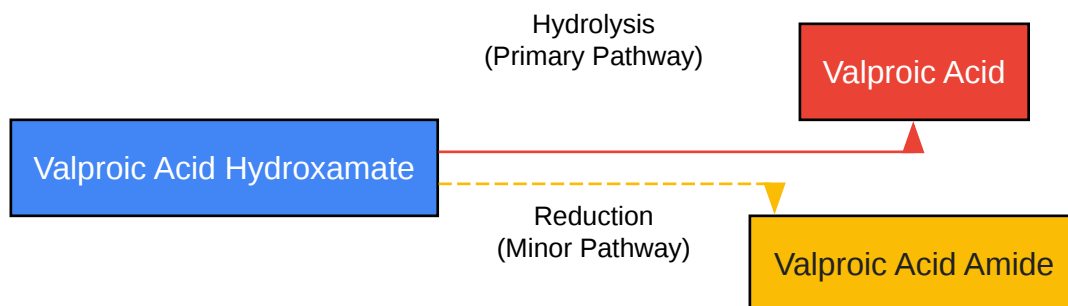 Hydrolysis
(Primary Pathway)
Valproic Acid
Valproic Acid Hydroxamate
Reduction
(Minor Pathway)
Valproic Acid Amide